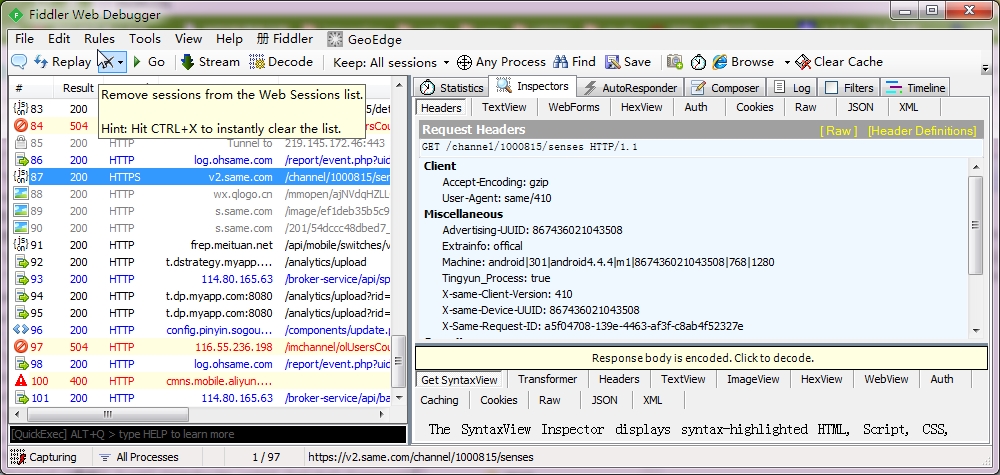 Fiddler Web Debugger
File Edit Rules Tools View Help 册 Fiddler GeoEdge
Replay X Go Stream Decode Keep: All sessions Any Process Find Save Browse Clear Cache
# Result
Remove sessions from the Web Sessions list.
Hint: Hit CTRL+X to instantly clear the list.
83 200
84 504
85 200 HTTP Tunnel to 219.145.172.46:443
86 200 HTTP log.ohsame.com /report/event.php?uid
87 200 HTTPS v2.same.com /channel/1000815/sen
88 200 HTTP wx.qlogo.cn /mmopen/ajNVdqHZLL
89 200 HTTP s.same.com /image/ef1deb35b5c9
90 200 HTTP s.same.com /201/54dccc48dbed7_
91 200 HTTP frep.meituan.net /api/mobile/switches/v
92 200 HTTP t.dstrategy.myapp.... /analytics/upload
93 200 HTTP 114.80.165.63 /broker-service/api/sp
94 200 HTTP t.dp.myapp.com:8080 /analytics/upload?rid=
95 200 HTTP t.dp.myapp.com:8080 /analytics/upload?rid=
96 200 HTTP config.pinyin.sogou... /components/update.
97 504 HTTP 116.55.236.198 /imchannel/olUsersCou
98 200 HTTP log.ohsame.com /report/event.php?uid
100 400 HTTP cmns.mobile.aliyun....
101 200 HTTP 114.80.165.63 /broker-service/api/ba
[QuickExec] ALT+Q > type HELP to learn more
Statistics Inspectors AutoResponder Composer Log Filters Timeline
Headers TextView WebForms HexView Auth Cookies Raw JSON XML
Request Headers [ Raw ] [Header Definitions]
GET /channel/1000815/senses HTTP/1.1
Client
Accept-Encoding: gzip
User-Agent: same/410
Miscellaneous
Advertising-UUID: 867436021043508
Extrainfo: offical
Machine: android|301|android4.4.4|m1|867436021043508|768|1280
Tingyun_Process: true
X-same-Client-Version: 410
X-same-Device-UUID: 867436021043508
X-Same-Request-ID: a5f04708-139e-4463-af3f-c8ab4f52327e
Response body is encoded. Click to decode.
Get SyntaxView Transformer Headers TextView ImageView HexView WebView Auth
Caching Cookies Raw JSON XML
The SyntaxView Inspector displays syntax-highlighted HTML, Script, CSS,
Capturing All Processes 1 / 97 https://v2.same.com/channel/1000815/senses